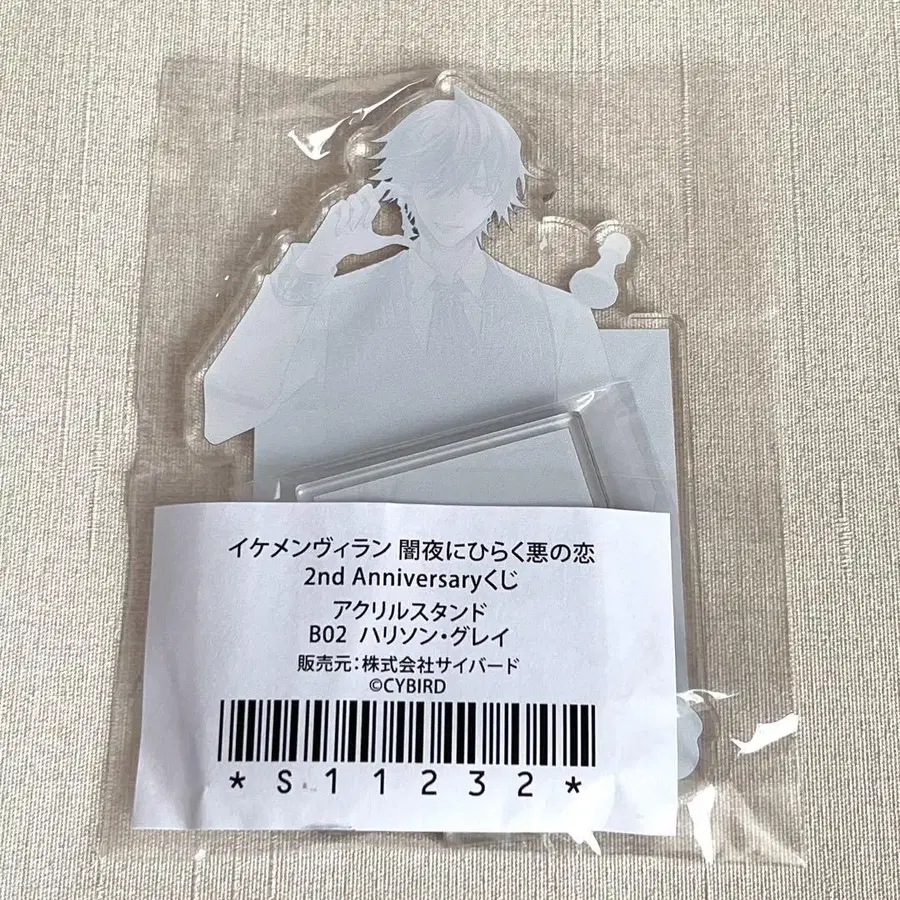 イケメンヴィラン 闇夜にひらく悪の恋
2nd Anniversaryくじ
アクリルスタンド
B02 ハリソン・グレイ
販売元:株式会社サイバード
©CYBIRD
*S11232*